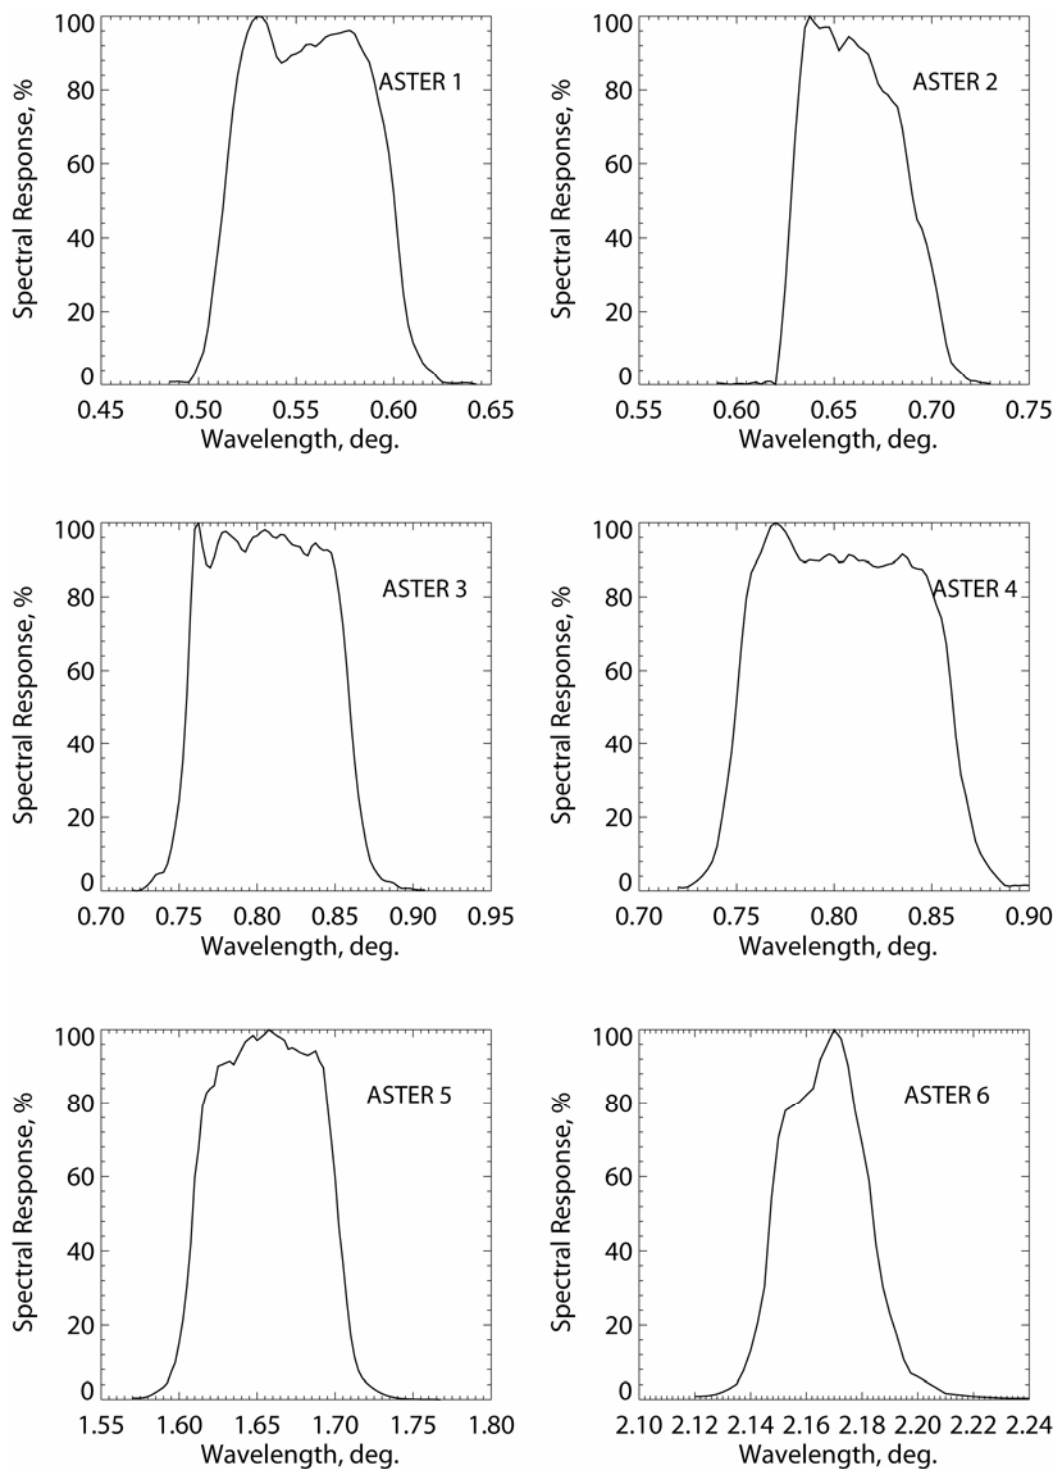 Spectral Response, %
100
80
60
40
20
0
ASTER 1
0.45 0.50 0.55 0.60 0.65
Wavelength, deg.
Spectral Response, %
100
80
60
40
20
0
ASTER 2
0.55 0.60 0.65 0.70 0.75
Wavelength, deg.
Spectral Response, %
100
80
60
40
20
0
ASTER 3
0.70 0.75 0.80 0.85 0.90 0.95
Wavelength, deg.
Spectral Response, %
100
80
60
40
20
0
ASTER 4
0.70 0.75 0.80 0.85 0.90
Wavelength, deg.
Spectral Response, %
100
80
60
40
20
0
ASTER 5
1.55 1.60 1.65 1.70 1.75 1.80
Wavelength, deg.
Spectral Response, %
100
80
60
40
20
0
ASTER 6
2.10 2.12 2.14 2.16 2.18 2.20 2.22 2.24
Wavelength, deg.